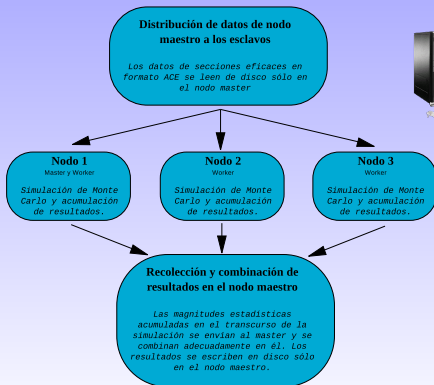 Distribución de datos de nodo
maestro a los esclavos
Los datos de secciones eficaces en
formato ACE se leen de disco sólo en
el nodo master
Nodo 1
Master y Worker
Simulación de Monte
Carlo y acumulación
de resultados.
Nodo 2
Worker
Simulación de Monte
Carlo y acumulación
de resultados.
Nodo 3
Worker
Simulación de Monte
Carlo y acumulación
de resultados.
Recolección y combinación de
resultados en el nodo maestro
Las magnitudes estadísticas
acumuladas en el transcurso de la
simulación se envían al master y se
combinan adecuadamente en él. Los
resultados se escriben en disco sólo
en el nodo maestro.